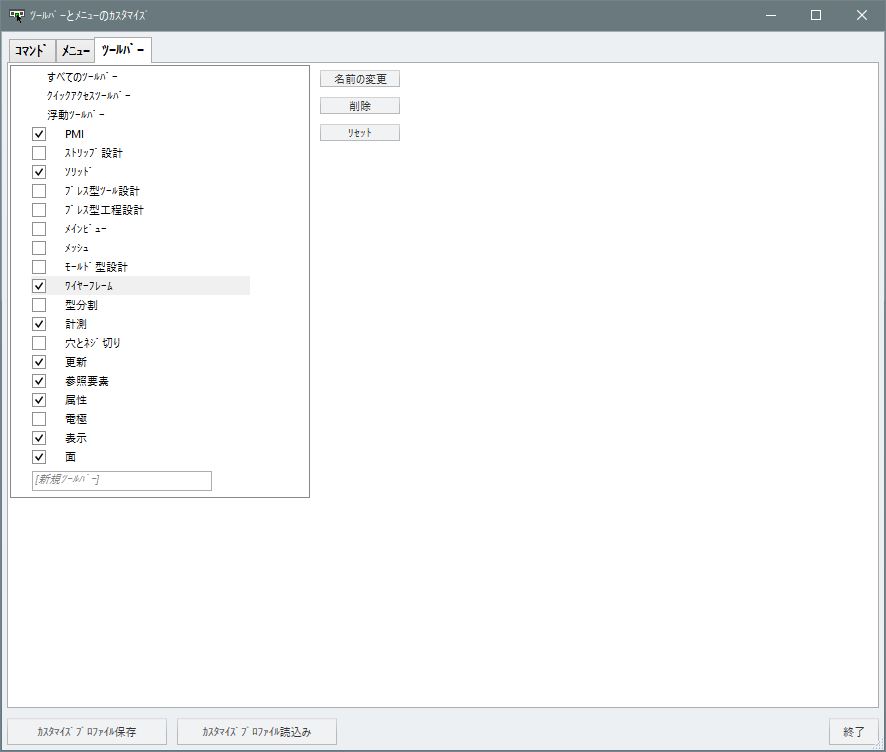 ﾂｰﾙﾊﾞｰとﾒﾆｭｰのｶｽﾀﾏｲｽﾞ
ｺﾏﾝﾄﾞ ﾒﾆｭｰ ﾂｰﾙﾊﾞｰ
すべてのﾂｰﾙﾊﾞｰ
ｸｲｯｸｱｸｾｽﾂｰﾙﾊﾞｰ
浮動ﾂｰﾙﾊﾞｰ
PMI
ｽﾄﾘｯﾌﾟ設計
ｿﾘｯﾄﾞ
ﾌﾟﾚｽ型ﾂｰﾙ設計
ﾌﾟﾚｽ型工程設計
ﾒｲﾝﾋﾞｭｰ
ﾒｯｼｭ
ﾓｰﾙﾄﾞ型設計
ﾜｲﾔｰﾌﾚｰﾑ
型分割
計測
穴とﾈｼﾞ切り
更新
参照要素
属性
電極
表示
面
[新規ﾂｰﾙﾊﾞｰ]
名前の変更
削除
ﾘｾｯﾄ
ｶｽﾀﾏｲｽﾞﾌﾟﾛﾌｧｲﾙ保存
ｶｽﾀﾏｲｽﾞﾌﾟﾛﾌｧｲﾙ読込み
終了